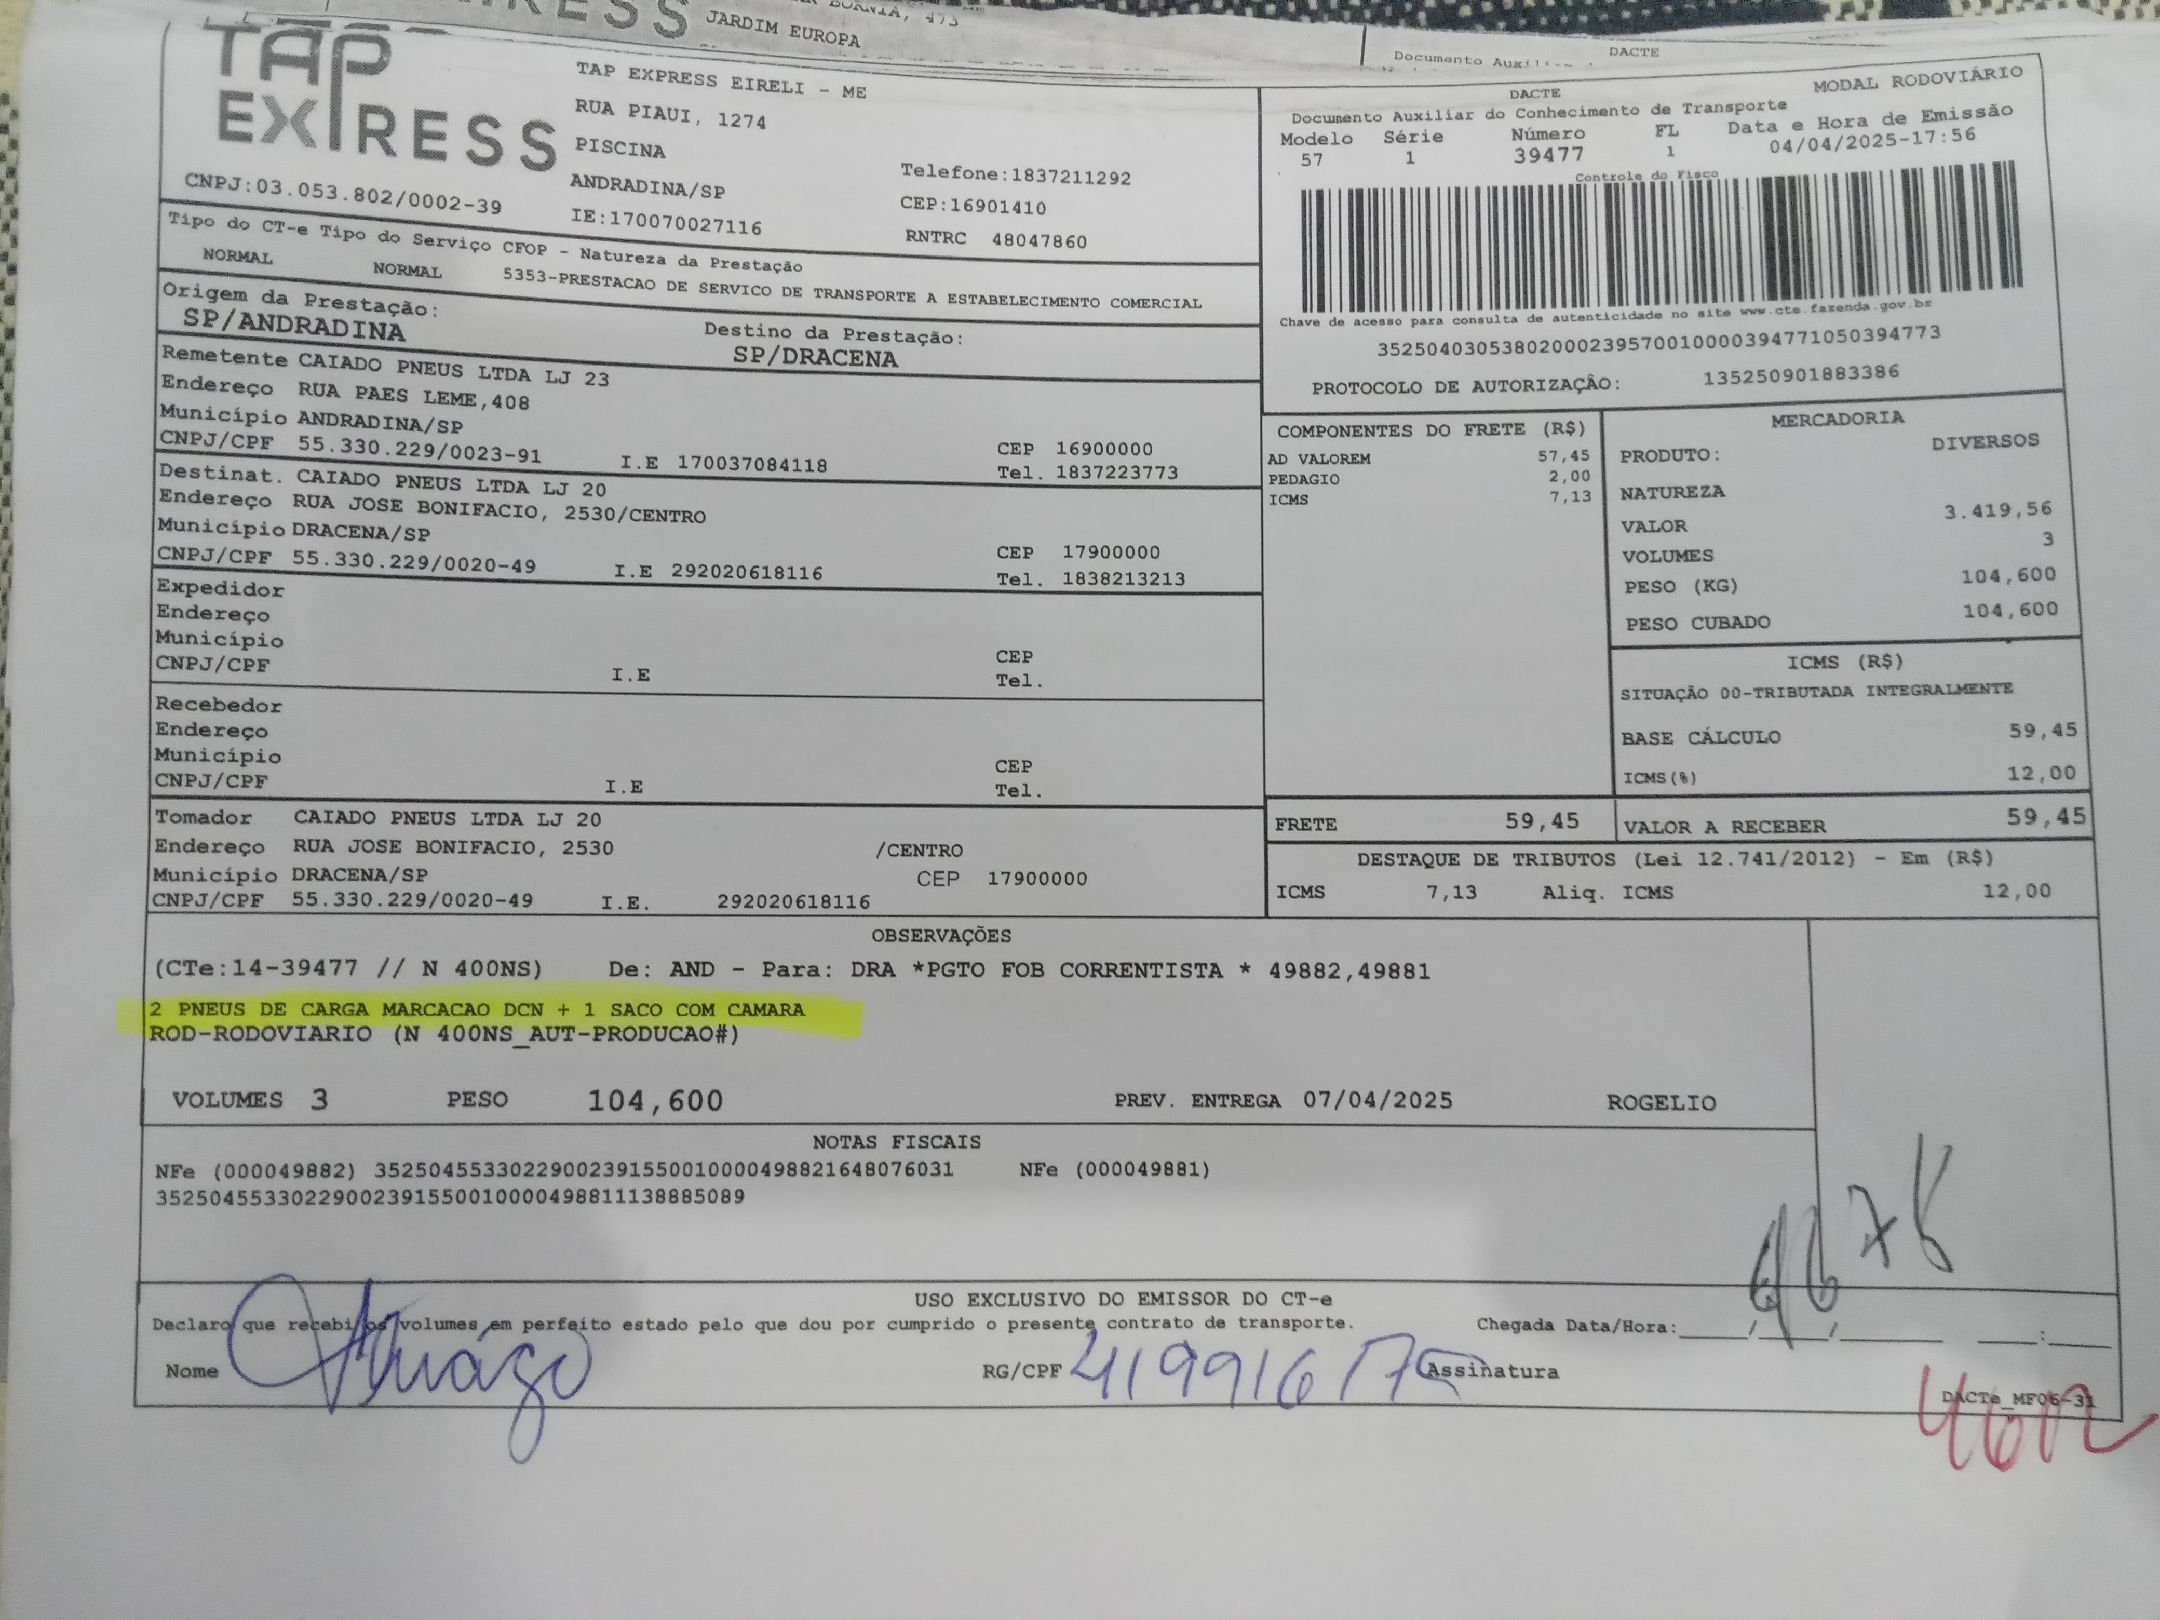 JARDIM EUROPA
DACTE
TAP EXPRESS
TAP EXPRESS EIRELI - ME
RUA PIAUI, 1274
PISCINA
ANDRADINA/SP
IE:170070027116
Telefone:1837211292
CEP:16901410
RNTRC 48047860
CNPJ:03.053.802/0002-39
DACTE
MODAL RODOVIÁRIO
Documento Auxiliar do Conhecimento de Transporte
Modelo Série Número FL Data e Hora de Emissão
57 1 39477 1 04/04/2025-17:56
Controle do Fisco
Chave de acesso para consulta de autenticidade no site www.cte.fazenda.gov.br
35250403053802000239570010000394771050394773
PROTOCOLO DE AUTORIZAÇÂO: 135250901883386
Tipo do CT-e Tipo do Serviço CFOP - Natureza da Prestação
NORMAL NORMAL 5353-PRESTACAO DE SERVICO DE TRANSPORTE A ESTABELECIMENTO COMERCIAL
Origem da Prestação: Destino da Prestação:
SP/ANDRADINA SP/DRACENA
Remetente CAIADO PNEUS LTDA LJ 23
Endereço RUA PAES LEME,408
Município ANDRADINA/SP CEP 16900000
CNPJ/CPF 55.330.229/0023-91 I.E 170037084118 Tel. 1837223773
Destinat. CAIADO PNEUS LTDA LJ 20
Endereço RUA JOSE BONIFACIO, 2530/CENTRO
Município DRACENA/SP CEP 17900000
CNPJ/CPF 55.330.229/0020-49 I.E 292020618116 Tel. 1838213213
Expedidor
Endereço
Município CEP
CNPJ/CPF I.E Tel.
Recebedor
Endereço
Município CEP
CNPJ/CPF I.E Tel.
Tomador CAIADO PNEUS LTDA LJ 20
Endereço RUA JOSE BONIFACIO, 2530 /CENTRO
Município DRACENA/SP CEP 17900000
CNPJ/CPF 55.330.229/0020-49 I.E. 292020618116
COMPONENTES DO FRETE (R$)
AD VALOREM 57,45
PEDAGIO 2,00
ICMS 7,13
MERCADORIA
PRODUTO: DIVERSOS
NATUREZA
VALOR 3.419,56
VOLUMES 3
PESO (KG) 104,600
PESO CUBADO 104,600
ICMS (R$)
SITUAÇÃO 00-TRIBUTADA INTEGRALMENTE
BASE CÁLCULO 59,45
ICMS(%) 12,00
FRETE 59,45 VALOR A RECEBER 59,45
DESTAQUE DE TRIBUTOS (Lei 12.741/2012) - Em (R$)
ICMS 7,13 Aliq. ICMS 12,00
OBSERVAÇÕES
(CTe:14-39477 // N 400NS) De: AND - Para: DRA *PGTO FOB CORRENTISTA * 49882,49881
2 PNEUS DE CARGA MARCACAO DCN + 1 SACO COM CAMARA
ROD-RODOVIARIO (N 400NS_AUT-PRODUCAO#)
VOLUMES 3 PESO 104,600 PREV. ENTREGA 07/04/2025 ROGELIO
NOTAS FISCAIS
NFe (000049882) 35250455330229002391550010000498821648076031 NFe (000049881)
35250455330229002391550010000498811138885089
USO EXCLUSIVO DO EMISSOR DO CT-e
Declaro que recebi os volumes em perfeito estado pelo que dou por cumprido o presente contrato de transporte. Chegada Data/Hora:____/____/______ ___:___
Nome RG/CPF Assinatura
DACTe_MF06-31